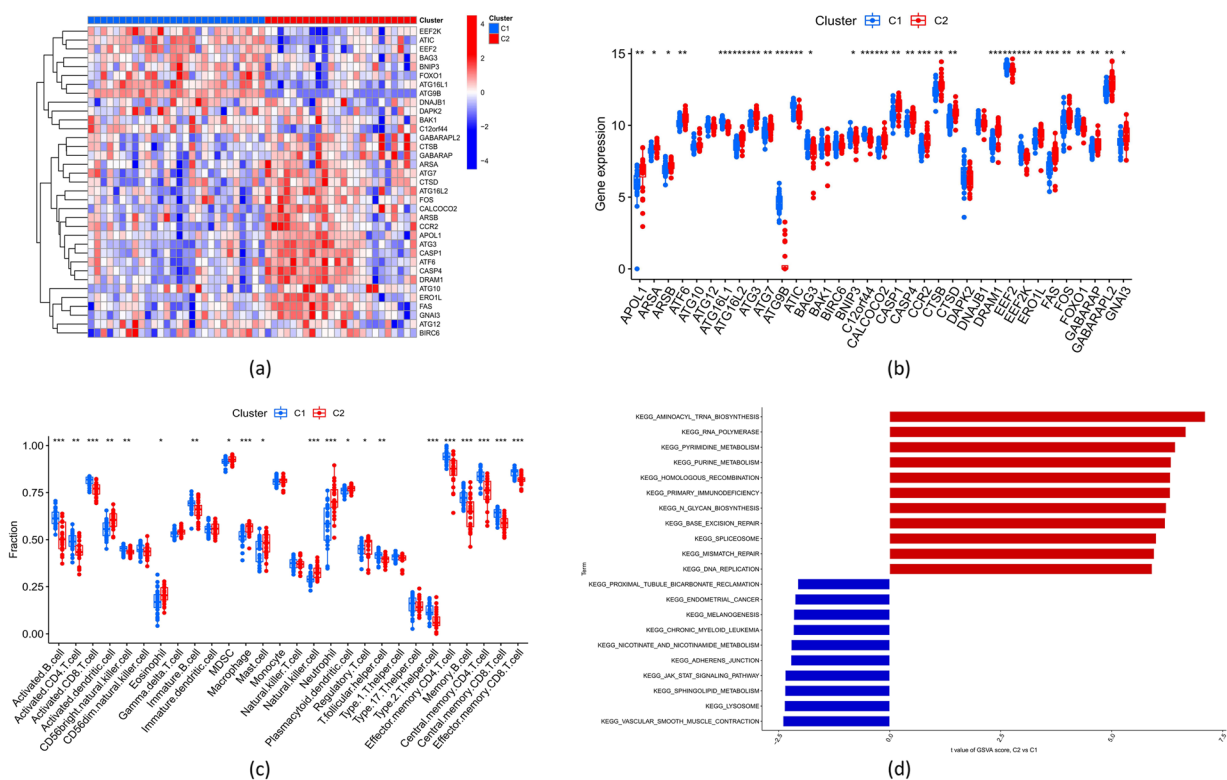 Cluster
EEF2K
ATIC
EEF2
BAG3
BNIP3
FOXO1
ATG16L1
ATG9B
DNAJB1
DAPK2
BAK1
C12orf44
GABARAPL2
CTSB
GABARAP
ARSA
ATG7
CTSD
ATG16L2
FOS
CALCOCO2
ARSB
CCR2
APOL1
ATG3
CASP1
ATF6
CASP4
DRAM1
ATG10
ERO1L
FAS
GNAI3
ATG12
BIRC6
4
2
0
−2
−4
Cluster
C1
C2
(a)
Cluster C1 C2
Gene expression
15
10
5
0
APOL1
ARSA
ARSB
ATF6
ATG10
ATG12
ATG16L1
ATG16L2
ATG3
ATG7
ATG9B
ATIC
BAG3
BAK1
BIRC6
BNIP3
C12orf44
CALCOCO2
CASP1
CASP4
CCR2
CTSB
CTSD
DAPK2
DNAJB1
DRAM1
EEF2
EEF2K
ERO1L
FAS
FOS
FOXO1
GABARAP
GABARAPL2
GNAI3
(b)
Cluster C1 C2
Fraction
1.00
0.75
0.50
0.25
0.00
Activated.B.cell
Activated.CD4.T.cell
Activated.CD8.T.cell
Activated.dendritic.cell
CD56bright.natural.killer.cell
CD56dim.natural.killer.cell
Eosinophil
Gamma.delta.T.cell
Immature.B.cell
Immature.dendritic.cell
MDSC
Macrophage
Mast.cell
Monocyte
Natural.killer.T.cell
Natural.killer.cell
Neutrophil
Plasmacytoid.dendritic.cell
Regulatory.T.cell
T.follicular.helper.cell
Type.1.T.helper.cell
Type.17.T.helper.cell
Type.2.T.helper.cell
Effector.memory.CD4.T.cell
Memory.B.cell
Central.memory.CD4.T.cell
Central.memory.CD8.T.cell
Effector.memory.CD8.T.cell
(c)
Term
KEGG_AMINOACYL_TRNA_BIOSYNTHESIS
KEGG_RNA_POLYMERASE
KEGG_PYRIMIDINE_METABOLISM
KEGG_PURINE_METABOLISM
KEGG_HOMOLOGOUS_RECOMBINATION
KEGG_PRIMARY_IMMUNODEFICIENCY
KEGG_N_GLYCAN_BIOSYNTHESIS
KEGG_BASE_EXCISION_REPAIR
KEGG_SPLICEOSOME
KEGG_MISMATCH_REPAIR
KEGG_DNA_REPLICATION
KEGG_PROXIMAL_TUBULE_BICARBONATE_RECLAMATION
KEGG_ENDOMETRIAL_CANCER
KEGG_MELANOGENESIS
KEGG_CHRONIC_MYELOID_LEUKEMIA
KEGG_NICOTINATE_AND_NICOTINAMIDE_METABOLISM
KEGG_ADHERENS_JUNCTION
KEGG_JAK_STAT_SIGNALING_PATHWAY
KEGG_SPHINGOLIPID_METABOLISM
KEGG_LYSOSOME
KEGG_VASCULAR_SMOOTH_MUSCLE_CONTRACTION
−2.5
0.0
2.5
5.0
7.5
t value of GSVA score, C2 vs C1
(d)